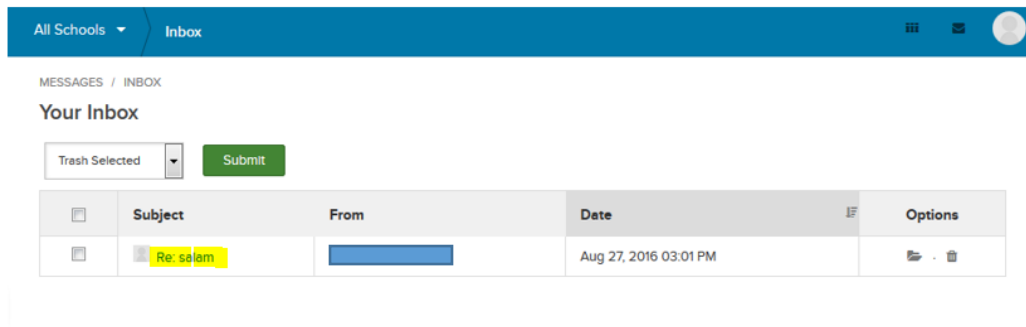 All Schools Inbox
MESSAGES / INBOX
Your Inbox
Trash Selected Submit
Subject From Date Options
Re: salam Aug 27, 2016 03:01 PM